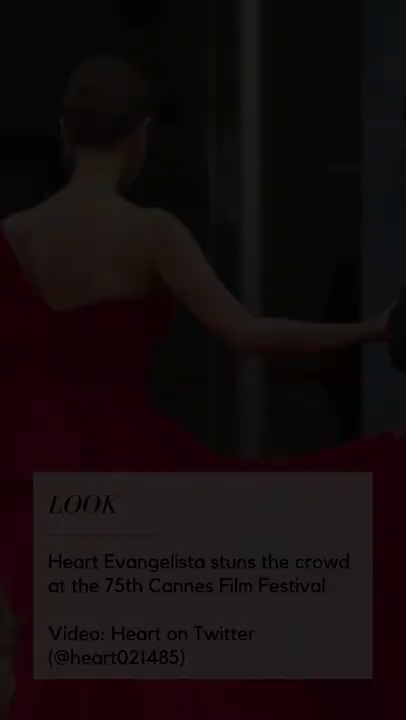 LOOK
Heart Evangelista stuns the crowd
at the 75th Cannes Film Festival
Video: Heart on Twitter
(@heart021485)